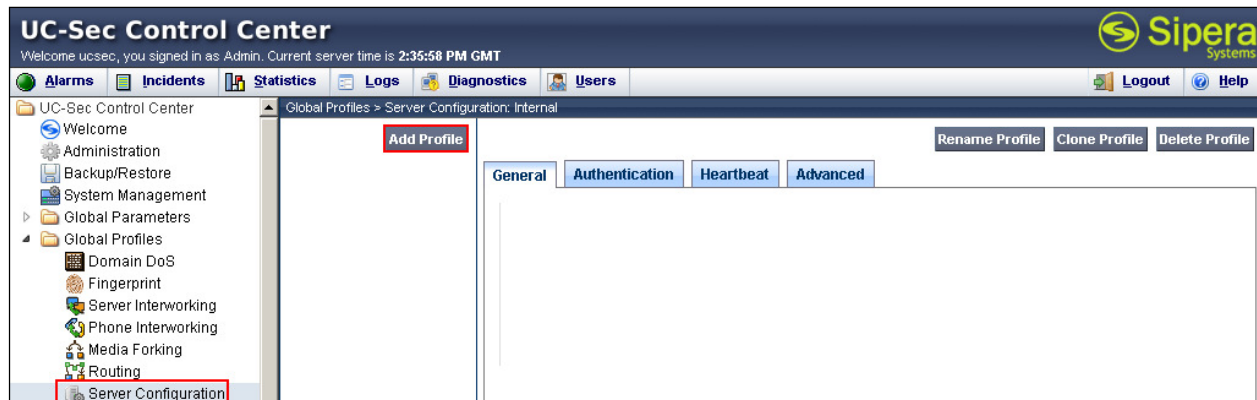 UC-Sec Control Center
Sipera
Systems
Welcome ucsec, you signed in as Admin. Current server time is 2:35:58 PM GMT
Alarms Incidents Statistics Logs Diagnostics Users Logout Help
UC-Sec Control Center
Welcome
Administration
Backup/Restore
System Management
Global Parameters
Global Profiles
Domain DoS
Fingerprint
Server Interworking
Phone Interworking
Media Forking
Routing
Server Configuration
Global Profiles > Server Configuration: Internal
Add Profile
Rename Profile Clone Profile Delete Profile
General Authentication Heartbeat Advanced